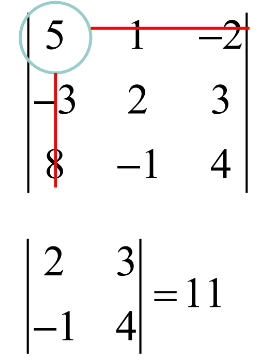 | 5 1 −2 |
| −3 2 3 |
| 8 −1 4 |
| 2 3 |
| −1 4 | = 11